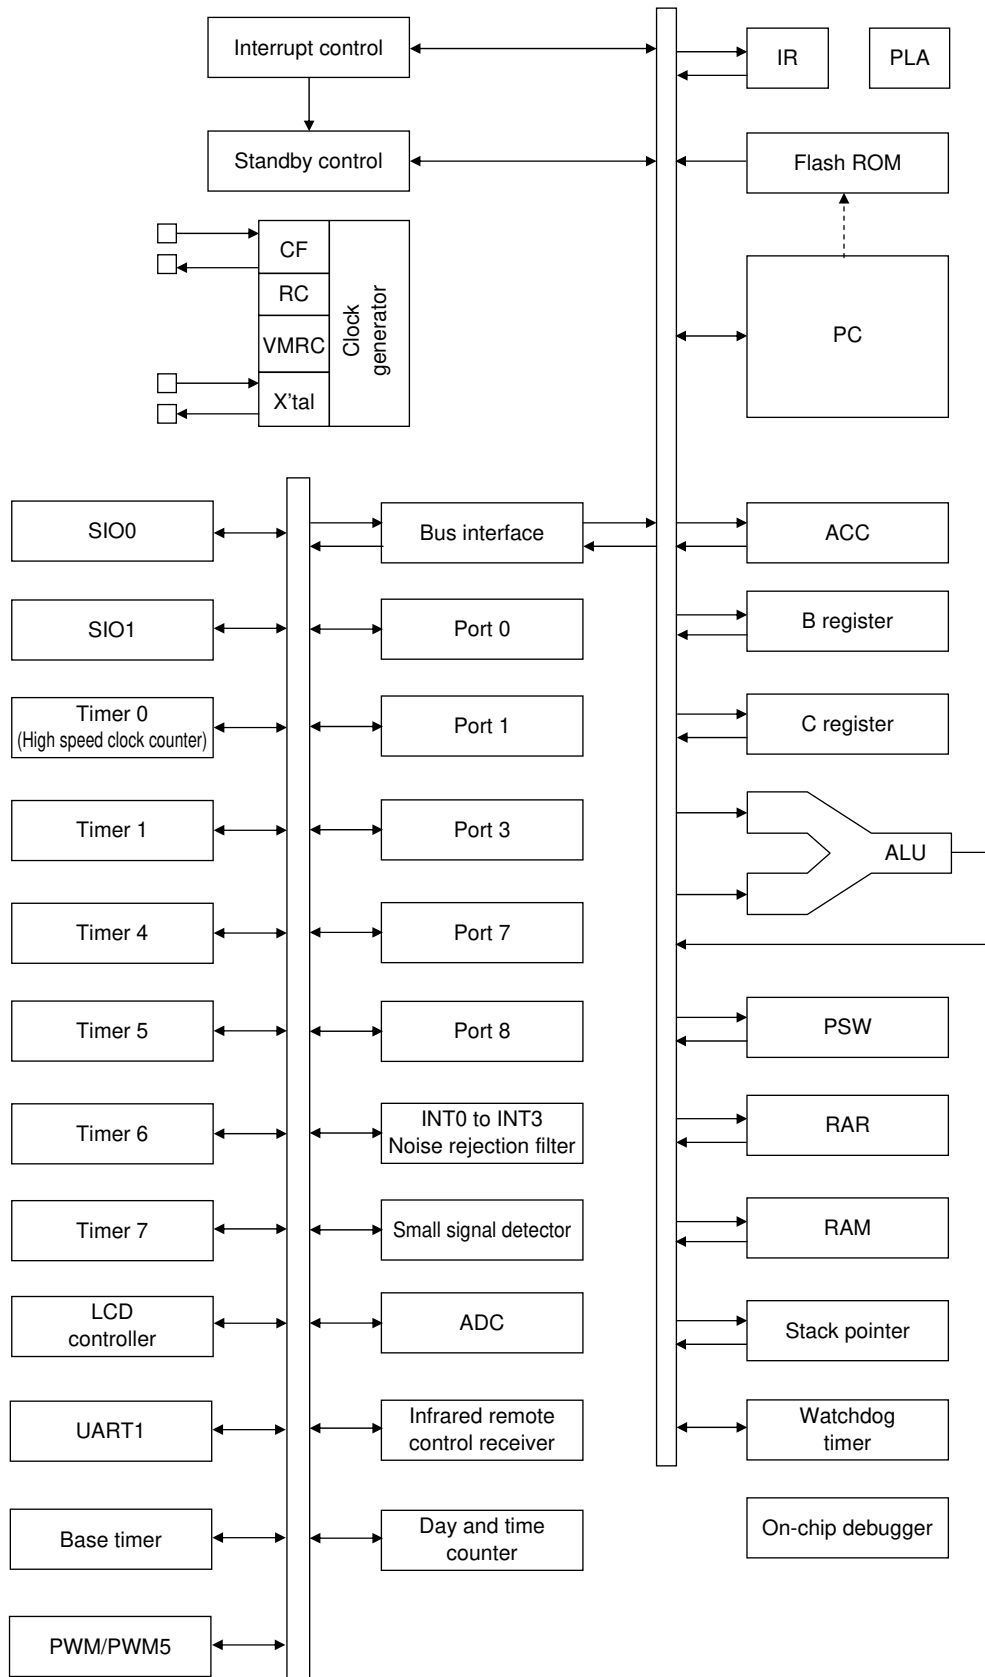 Interrupt control
IR
PLA
Standby control
Flash ROM
CF
RC
VMRC
X'tal
Clock
generator
PC
SIO0
Bus interface
ACC
SIO1
Port 0
B register
Timer 0
(High speed clock counter)
Port 1
C register
Timer 1
Port 3
ALU
Timer 4
Port 7
Timer 5
Port 8
PSW
Timer 6
INT0 to INT3
Noise rejection filter
RAR
Timer 7
Small signal detector
RAM
LCD
controller
ADC
Stack pointer
UART1
Infrared remote
control receiver
Watchdog
timer
Base timer
Day and time
counter
On-chip debugger
PWM/PWM5